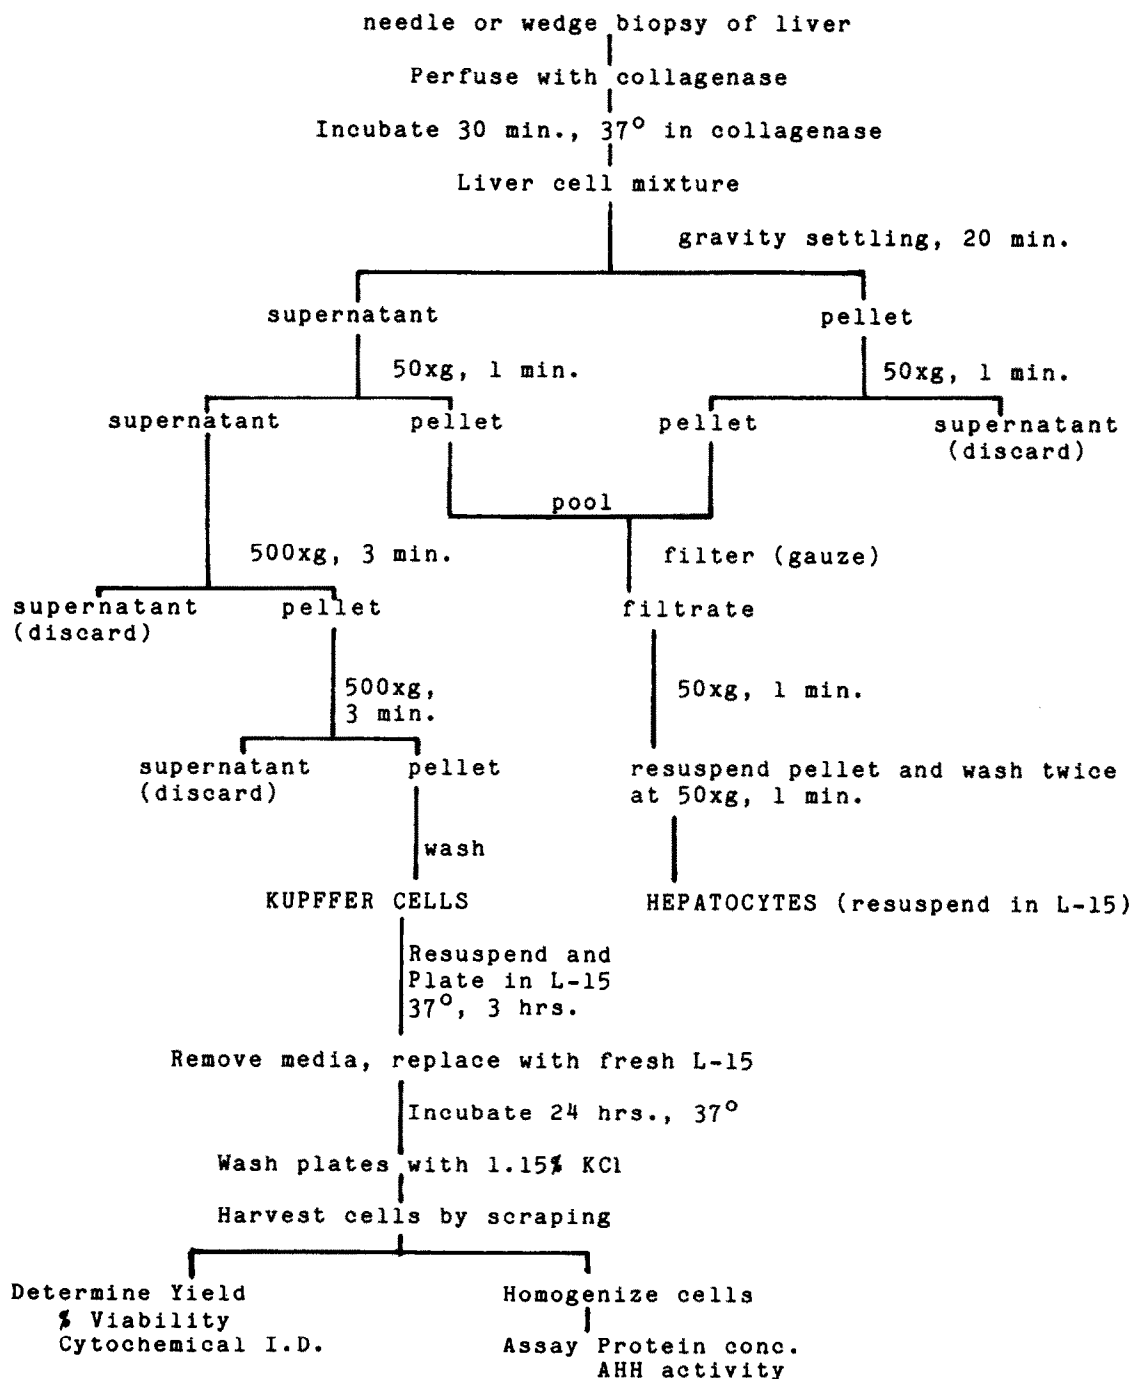 needle or wedge biopsy of liver
Perfuse with collagenase
Incubate 30 min., 37° in collagenase
Liver cell mixture
gravity settling, 20 min.
supernatant
pellet
50xg, 1 min.
50xg, 1 min.
supernatant
pellet
pellet
supernatant
(discard)
pool
500xg, 3 min.
filter (gauze)
supernatant
(discard)
pellet
filtrate
500xg,
3 min.
50xg, 1 min.
supernatant
(discard)
pellet
resuspend pellet and wash twice
at 50xg, 1 min.
wash
KUPFFER CELLS
HEPATOCYTES (resuspend in L-15)
Resuspend and
Plate in L-15
37°, 3 hrs.
Remove media, replace with fresh L-15
Incubate 24 hrs., 37°
Wash plates with 1.15% KCl
Harvest cells by scraping
Determine Yield
% Viability
Cytochemical I.D.
Homogenize cells
Assay Protein conc.
AHH activity